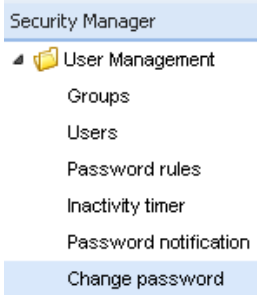 Security Manager
User Management
Groups
Users
Password rules
Inactivity timer
Password notification
Change password